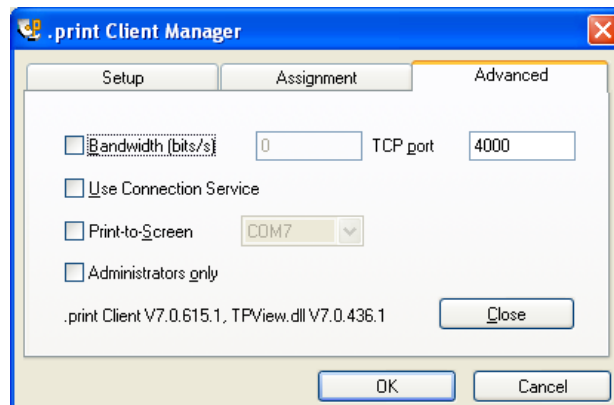 .print Client Manager
Setup Assignment Advanced
Bandwidth (bits/s) 0 TCP port 4000
Use Connection Service
Print-to-Screen COM7
Administrators only
.print Client V7.0.615.1, TPView.dll V7.0.436.1 Close
OK Cancel